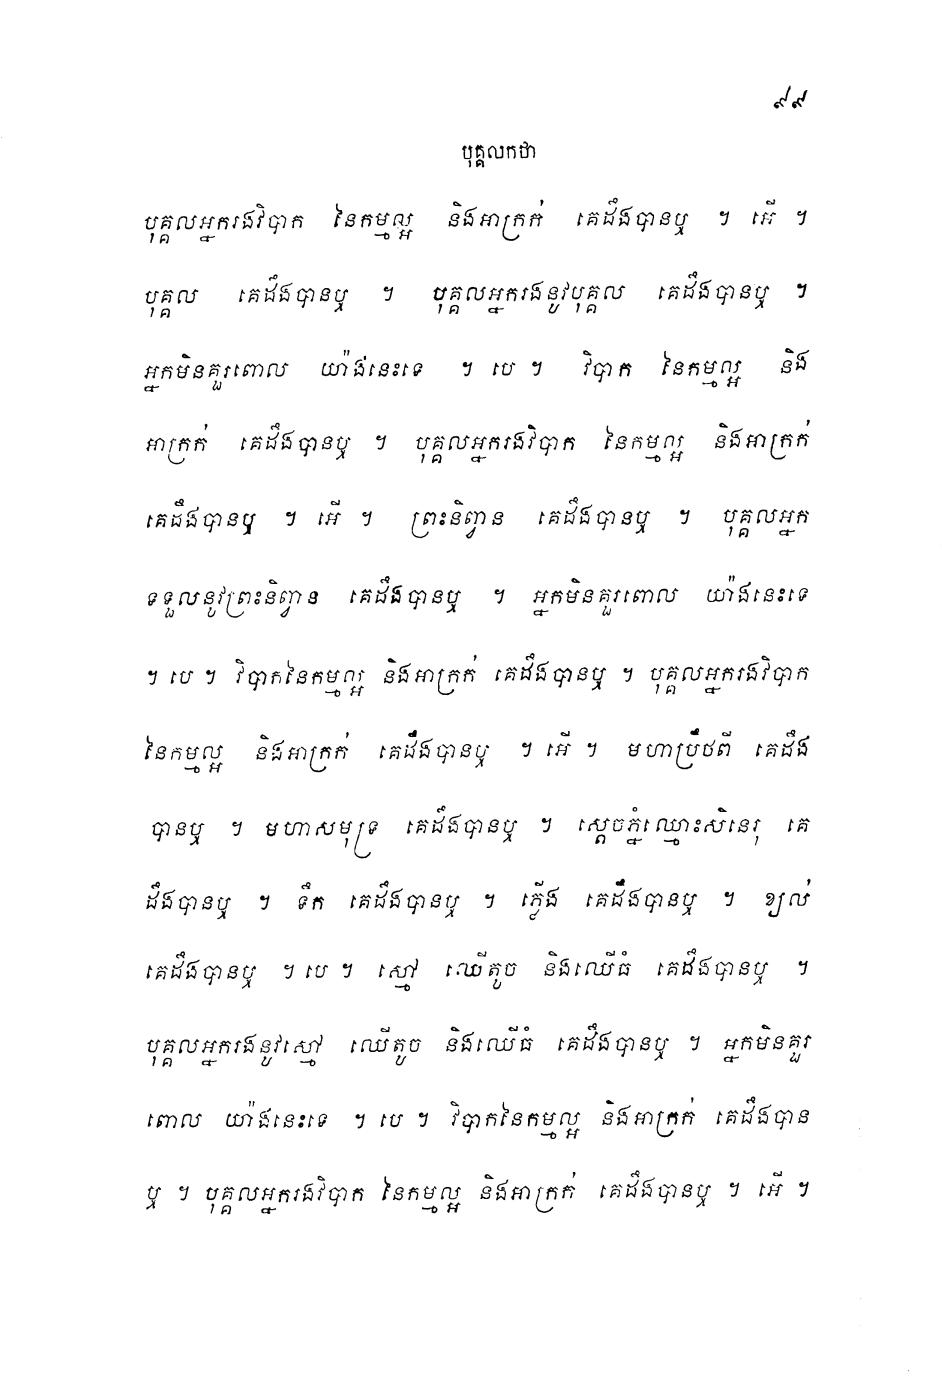 ៩៩
បុគ្គលកថា
បុគ្គលអ្នករងវិបាក នៃកម្មល្អ និងអាក្រក់ គេដឹងបានឬ ។ អើ ។
បុគ្គល គេដឹងបានឬ ។ បុគ្គលអ្នករងនូវបុគ្គល គេដឹងបានឬ ។
អ្នកមិនគួរពោល យ៉ាងនេះទេ ។ បេ ។ វិបាក នៃកម្មល្អ និង
អាក្រក់ គេដឹងបានឬ ។ បុគ្គលអ្នករងវិបាក នៃកម្មល្អ និងអាក្រក់
គេដឹងបានឬ ។ អើ ។ ព្រះនិព្វាន គេដឹងបានឬ ។ បុគ្គលអ្នក
ទទួលនូវព្រះនិព្វាន គេដឹងបានឬ ។ អ្នកមិនគួរពោល យ៉ាងនេះទេ
។ បេ ។ វិបាកនៃកម្មល្អ និងអាក្រក់ គេដឹងបានឬ ។ បុគ្គលអ្នករងវិបាក
នៃកម្មល្អ និងអាក្រក់ គេដឹងបានឬ ។ អើ ។ មហាប្រឹថពី គេដឹង
បានឬ ។ មហាសមុទ្រ គេដឹងបានឬ ។ ស្តេចភ្នំឈ្មោះសិនេរុ គេ
ដឹងបានឬ ។ ទឹក គេដឹងបានឬ ។ ភ្លើង គេដឹងបានឬ ។ ខ្យល់
គេដឹងបានឬ ។ បេ ។ ស្មៅ ឈើតូច និងឈើធំ គេដឹងបានឬ ។
បុគ្គលអ្នករងនូវស្មៅ ឈើតូច និងឈើធំ គេដឹងបានឬ ។ អ្នកមិនគួរ
ពោល យ៉ាងនេះទេ ។ បេ ។ វិបាកនៃកម្មល្អ និងអាក្រក់ គេដឹងបាន
ឬ ។ បុគ្គលអ្នករងវិបាក នៃកម្មល្អ និងអាក្រក់ គេដឹងបានឬ ។ អើ ។